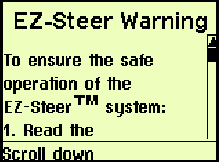 EZ-Steer Warning
To ensure the safe
operation of the
EZ-Steer™ system:
1. Read the
Scroll down